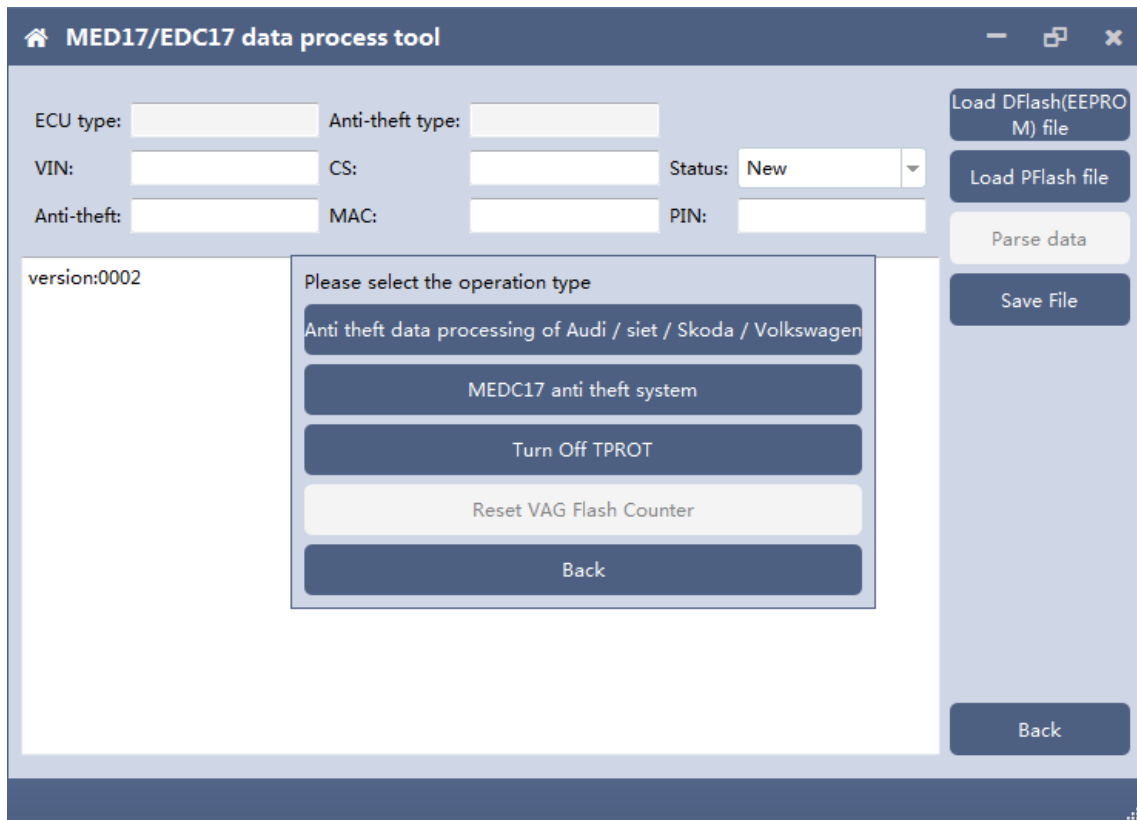 MED17/EDC17 data process tool
ECU type:
Anti-theft type:
Load DFlash(EEPRO
M) file
VIN:
CS:
Status:
New
Load PFlash file
Anti-theft:
MAC:
PIN:
Parse data
version:0002
Please select the operation type
Save File
Anti theft data processing of Audi / siet / Skoda / Volkswagen
MEDC17 anti theft system
Turn Off TPROT
Reset VAG Flash Counter
Back
Back